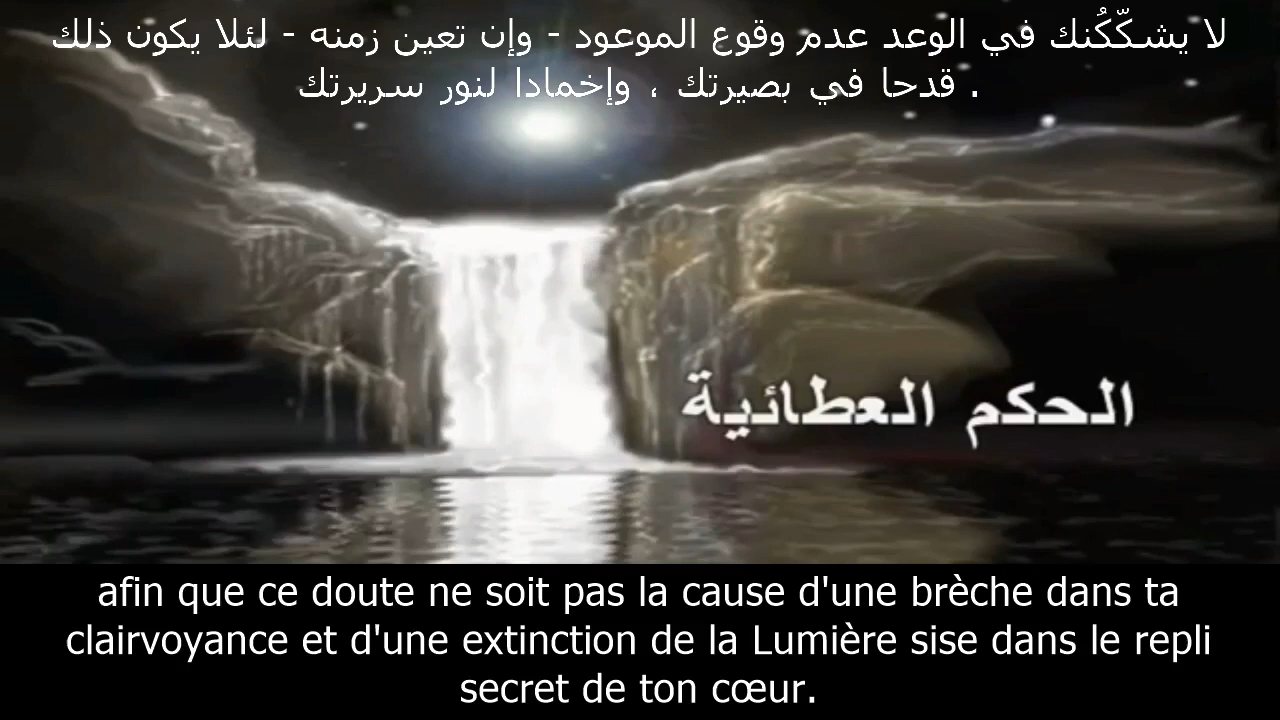 لا يشكّكُنك في الوعد عدم وقوع الموعود - وإن تعين زمنه - لئلا يكون ذلك
قدحا في بصيرتك ، وإخمادا لنور سريرتك .
الحكم العطائية
afin que ce doute ne soit pas la cause d'une brèche dans ta
clairvoyance et d'une extinction de la Lumière sise dans le repli
secret de ton cœur.